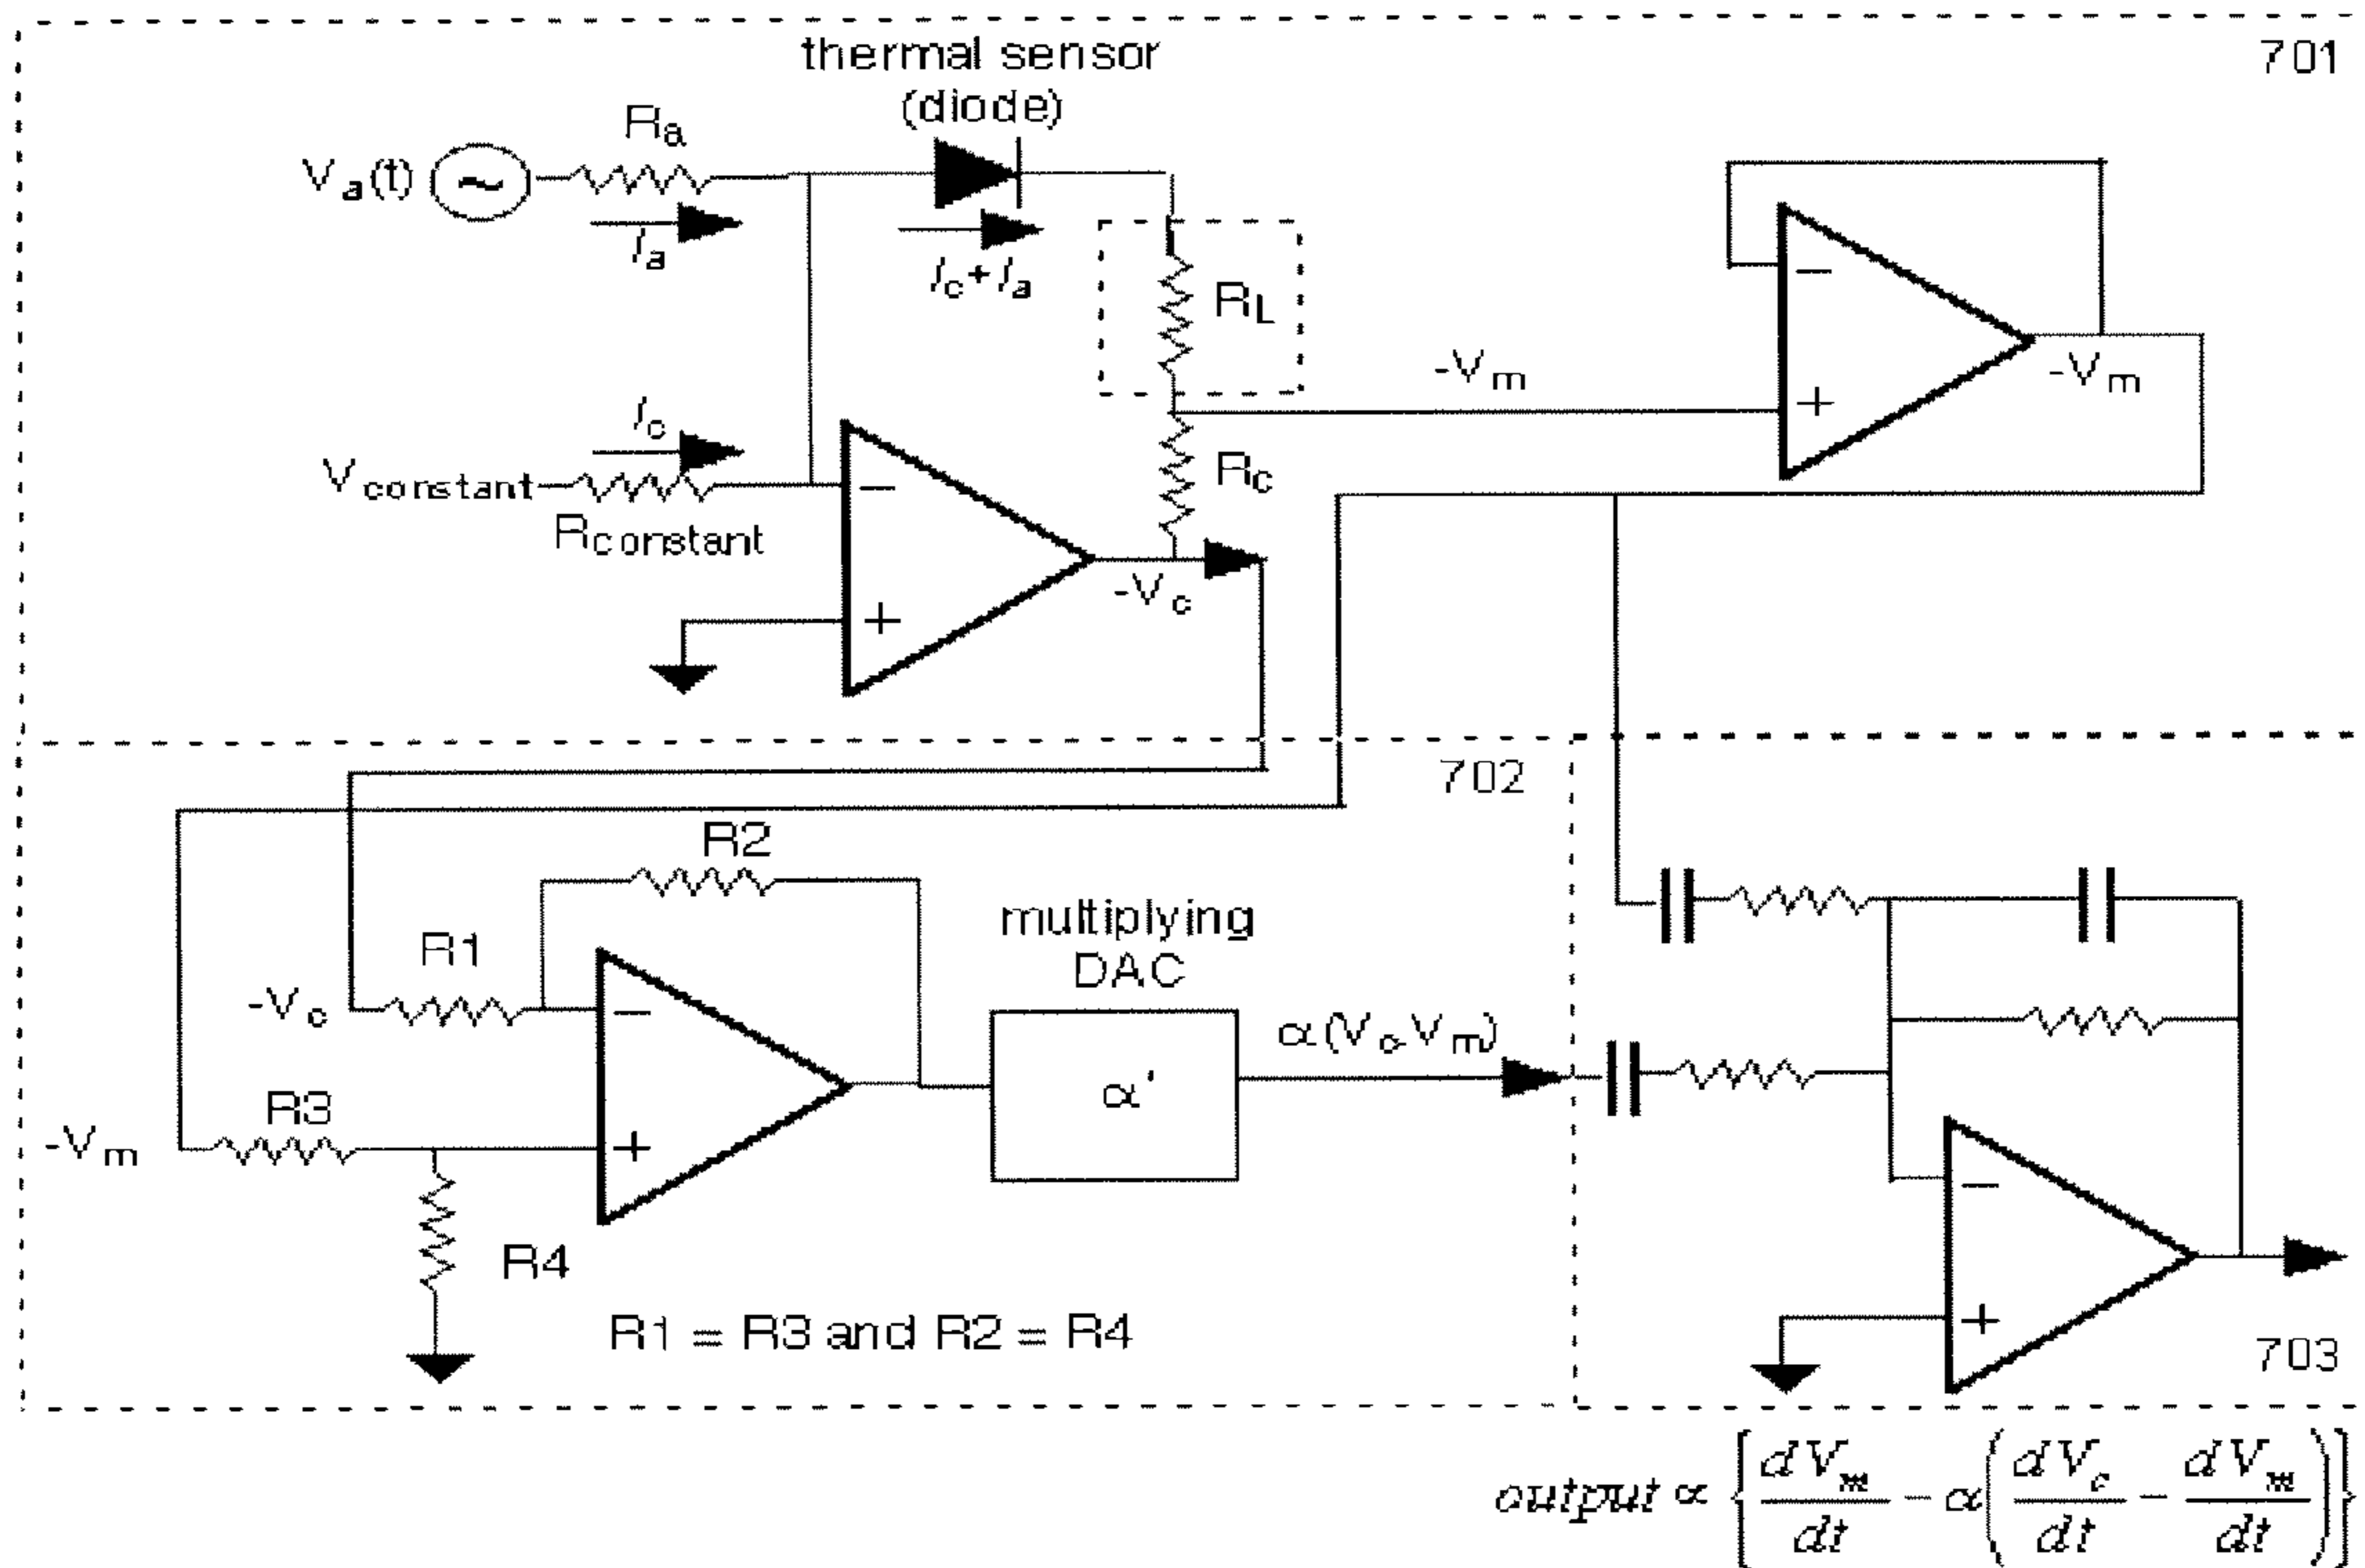 701
thermal sensor
(diode)
Ra
Va(t)
~
Ia
Ic+Ia
RL
−
+
-Vm
-Vm
Ic
Vconstant
Rconstant
−
+
Rc
-Vc
702
R2
R1
-Vc
−
+
multiplying
DAC
α'
α(Vc-Vm)
R3
-Vm
R4
R1 = R3 and R2 = R4
−
+
703
output ∝ {dVm/dt − α(dVc/dt − dVm/dt)}